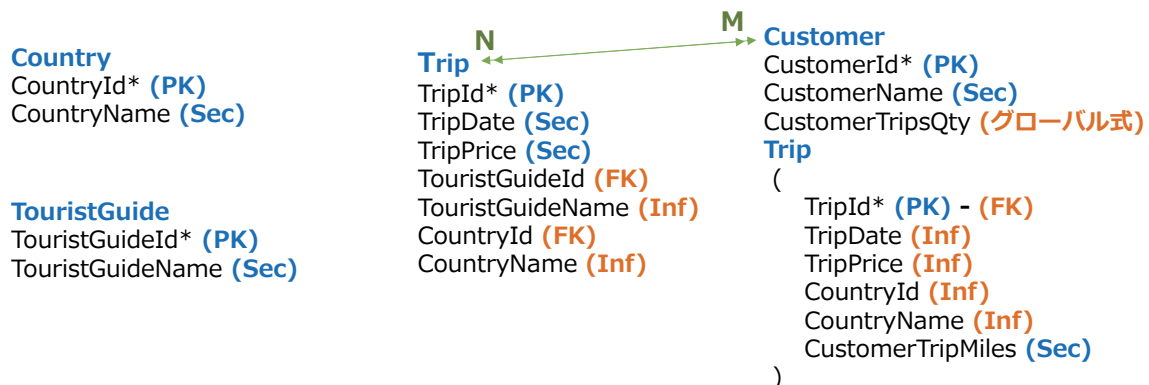 Country
CountryId* (PK)
CountryName (Sec)
TouristGuide
TouristGuideId* (PK)
TouristGuideName (Sec)
N
Trip
TripId* (PK)
TripDate (Sec)
TripPrice (Sec)
TouristGuideId (FK)
TouristGuideName (Inf)
CountryId (FK)
CountryName (Inf)
M
Customer
CustomerId* (PK)
CustomerName (Sec)
CustomerTripsQty (グローバル式)
Trip
(
TripId* (PK) - (FK)
TripDate (Inf)
TripPrice (Inf)
CountryId (Inf)
CountryName (Inf)
CustomerTripMiles (Sec)
)